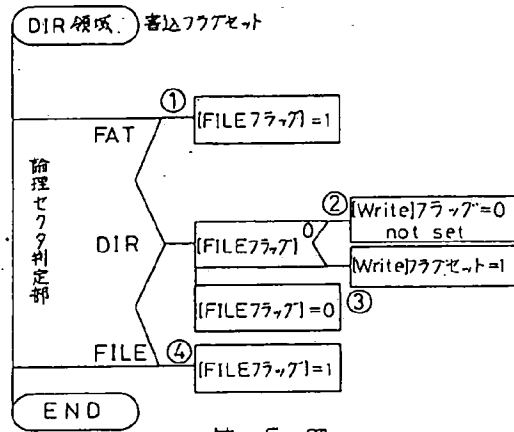 DIR領域 書込フラグセット
①
[FILEフラッグ]=1
FAT
論理セクタ判定部
②
[Write]フラッグ=0
not set
0
DIR
[FILEフラッグ]
[Write]フラグセット=1
[FILEフラッグ]=0
③
FILE
④
[FILEフラッグ]=1
END